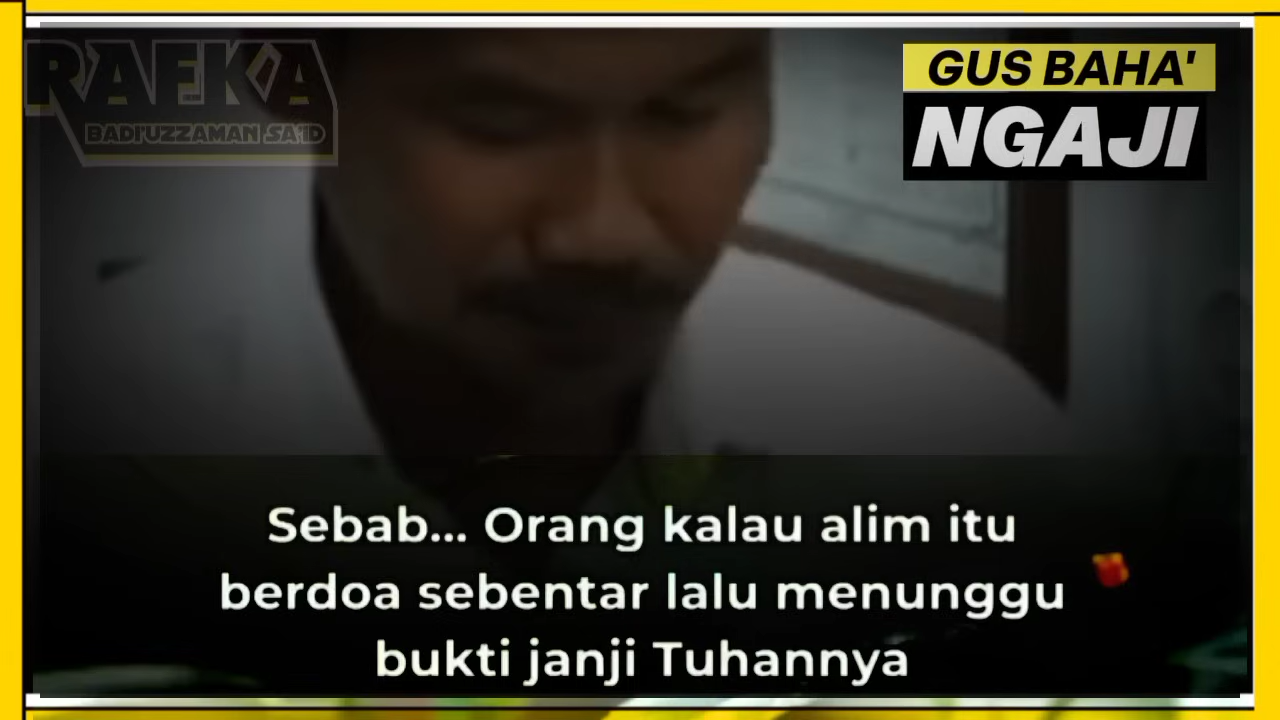 RAEKA
BADI'UZZAMAN SA'ID
GUS BAHA'
NGAJI
Sebab... Orang kalau alim itu
berdoa sebentar lalu menunggu
bukti janji Tuhannya